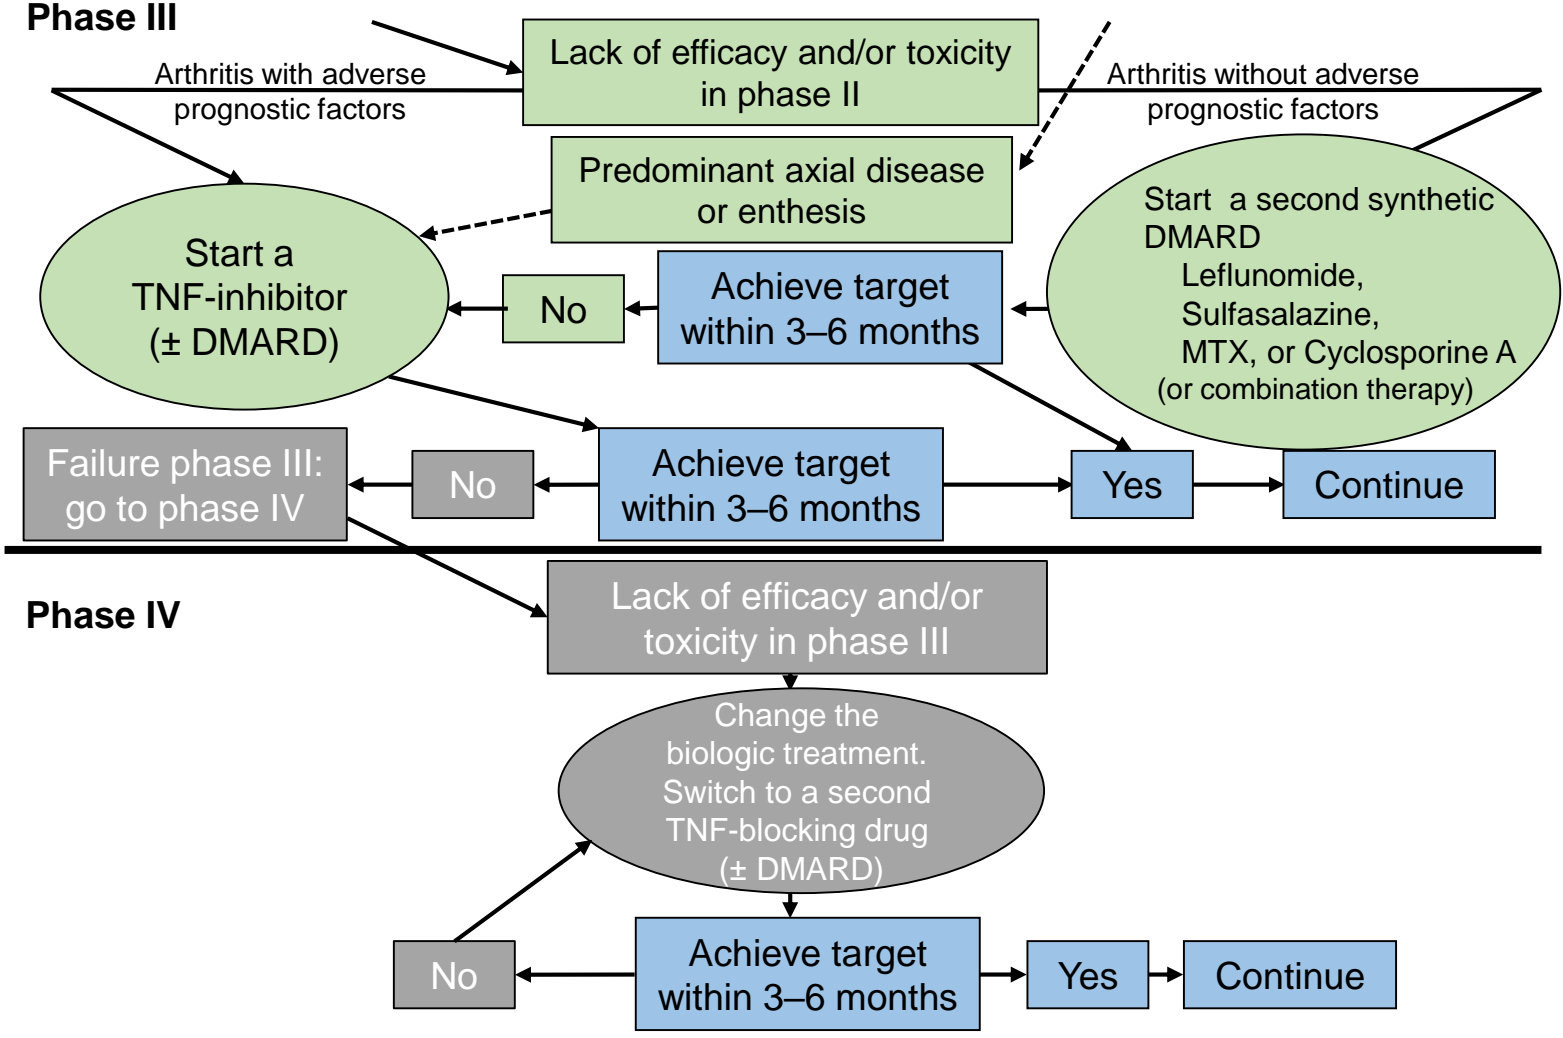 Phase III
Lack of efficacy and/or toxicity
in phase II
Arthritis with adverse
prognostic factors
Arthritis without adverse
prognostic factors
Predominant axial disease
or enthesis
Start a
TNF-inhibitor
(± DMARD)
No
Achieve target
within 3–6 months
Start a second synthetic
DMARD
Leflunomide,
Sulfasalazine,
MTX, or Cyclosporine A
(or combination therapy)
Failure phase III:
go to phase IV
No
Achieve target
within 3–6 months
Yes
Continue
Phase IV
Lack of efficacy and/or
toxicity in phase III
Change the
biologic treatment.
Switch to a second
TNF-blocking drug
(± DMARD)
No
Achieve target
within 3–6 months
Yes
Continue